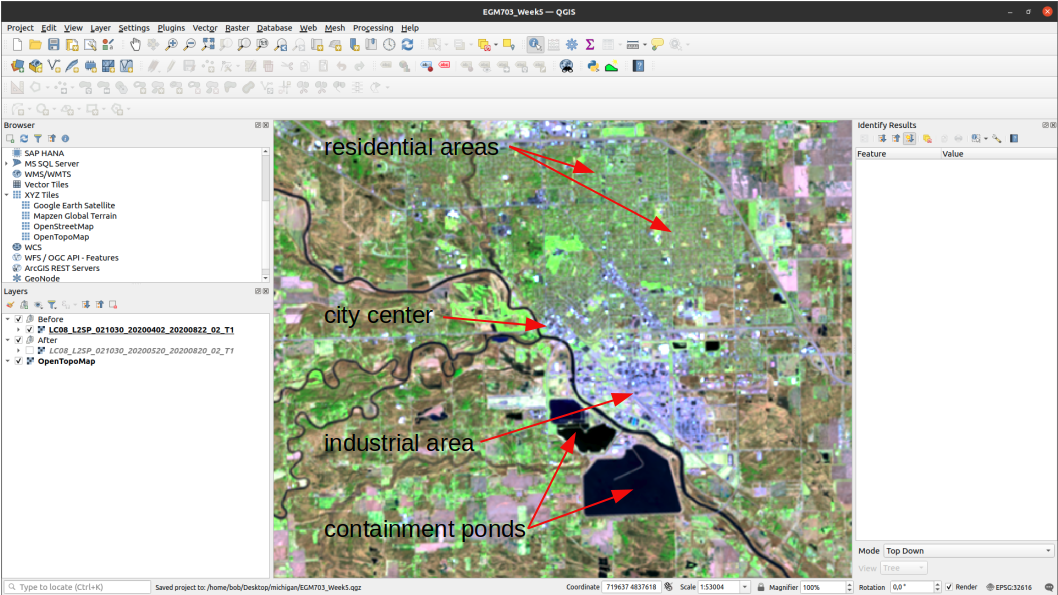 EGM703_Week5 — QGIS
Project Edit View Layer Settings Plugins Vector Raster Database Web Mesh Processing Help
Browser
SAP HANA
MS SQL Server
WMS/WMTS
Vector Tiles
XYZ Tiles
Google Earth Satellite
Mapzen Global Terrain
OpenStreetMap
OpenTopoMap
WCS
WFS / OGC API - Features
ArcGIS REST Servers
GeoNode
Layers
Before
LC08_L2SP_021030_20200402_20200822_02_T1
After
LC08_L2SP_021030_20200520_20200820_02_T1
OpenTopoMap
residential areas
city center
industrial area
containment ponds
Identify Results
Feature Value
Mode Top Down
View Tree
Type to locate (Ctrl+K) Saved project to: /home/bob/Desktop/michigan/EGM703_Week5.qgz Coordinate 719637 4837618 Scale 1:53004 Magnifier 100% Rotation 0,0 ° Render EPSG:32616